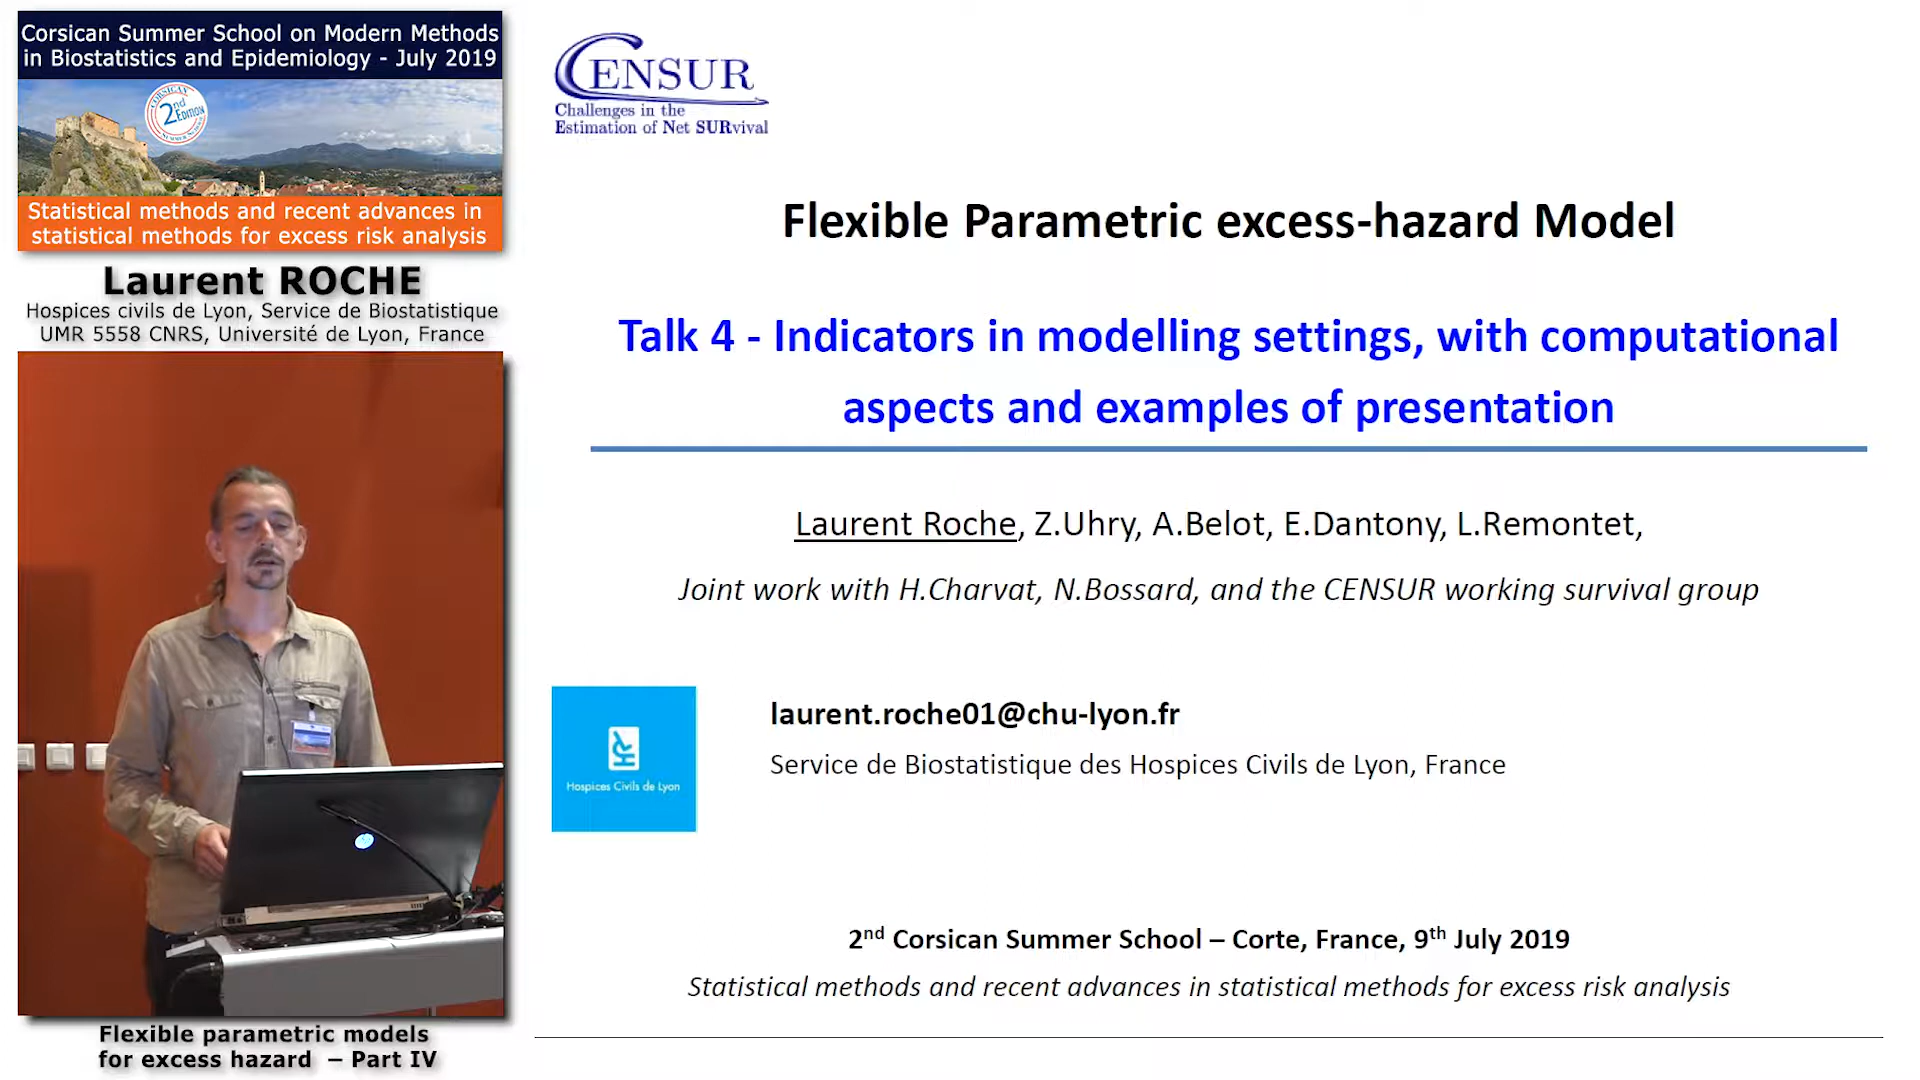 Corsican Summer School on Modern Methods
in Biostatistics and Epidemiology - July 2019
CORSICAN
2nd EDITION
SUMMER SCHOOL
Statistical methods and recent advances in
statistical methods for excess risk analysis
Laurent ROCHE
Hospices civils de Lyon, Service de Biostatistique
UMR 5558 CNRS, Université de Lyon, France
Flexible parametric models
for excess hazard – Part IV
CENSUR
Challenges in the
Estimation of Net SURvival
Flexible Parametric excess-hazard Model
Talk 4 - Indicators in modelling settings, with computational
aspects and examples of presentation
Laurent Roche, Z.Uhry, A.Belot, E.Dantony, L.Remontet,
Joint work with H.Charvat, N.Bossard, and the CENSUR working survival group
HCL
Hospices Civils de Lyon
laurent.roche01@chu-lyon.fr
Service de Biostatistique des Hospices Civils de Lyon, France
2nd Corsican Summer School – Corte, France, 9th July 2019
Statistical methods and recent advances in statistical methods for excess risk analysis